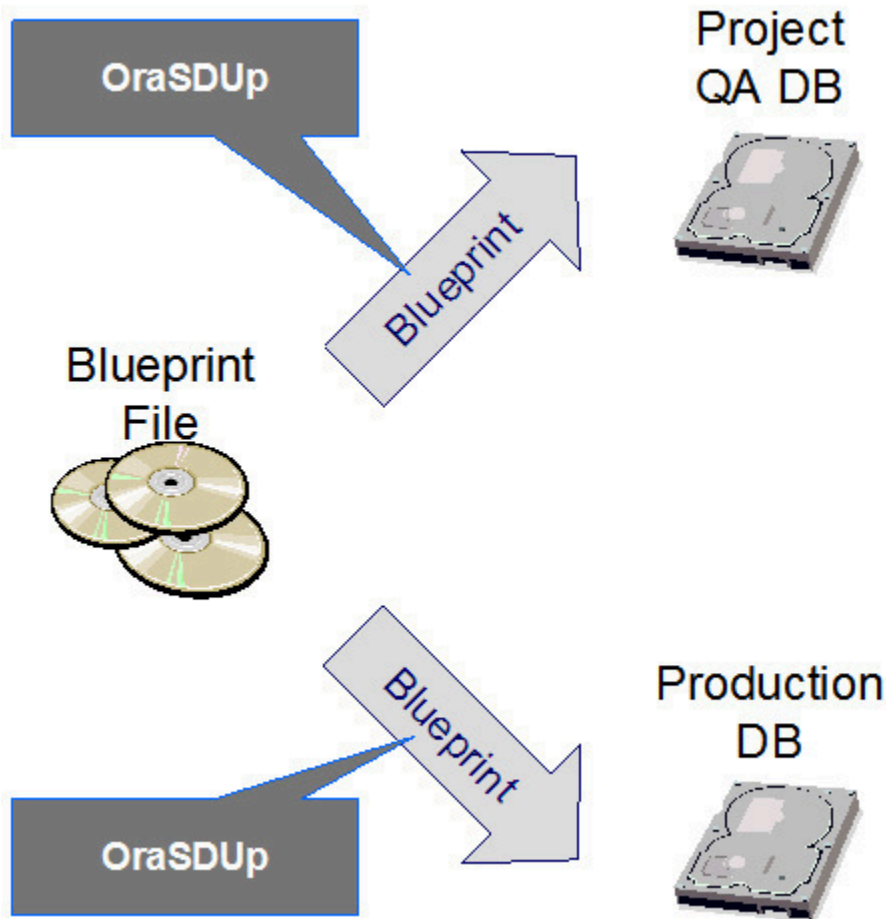 OraSDUp
Project
QA DB
Blueprint
Blueprint
File
Blueprint
Production
DB
OraSDUp